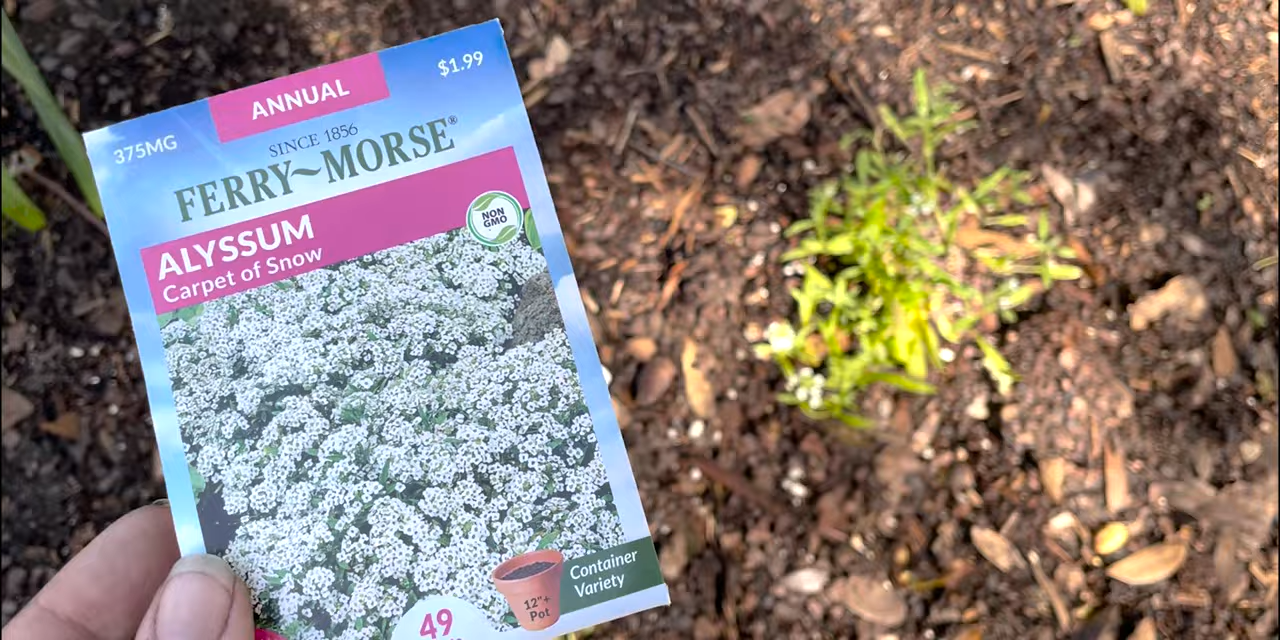 $1.99
ANNUAL
375MG
SINCE 1856
FERRY~MORSE®
NON
GMO
ALYSSUM
Carpet of Snow
Container
Variety
12"+
Pot
49